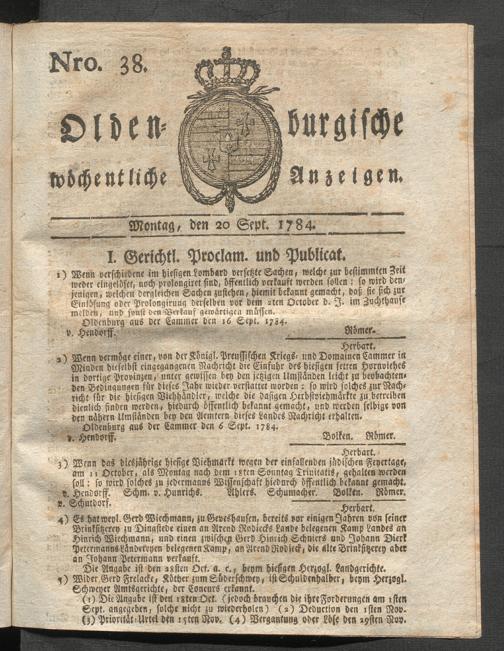 Nro. 38.
Olden= burgische
wöchentliche Anzeigen.
Montag, den 20 Sept. 1784.
I. Gerichtl. Proclam. und Publicat.
1) Wenn verschiedene im hiesigen Lombard versetzte Sachen, welche zur bestimmten Zeit
weder eingelöset, noch prolongiret sind, öffentlich verkauft werden sollen: so wird den=
jenigen, welchen dergleichen Sachen zustehen, hiemit bekannt gemacht, daß sie sich zur
Einlösung oder Prolongirung derselben vor dem 2ten October d. J. im Zuchthause
melden, und sonst den Verkauf gewärtigen müssen.
Oldenburg aus der Cammer den 16 Sept. 1784.
v. Hendorff. Römer.
Herbart.
2) Wenn vermöge einer, von der Königl. Preussischen Kriegs- und Domainen Cammer in
Minden hieselbst eingegangenen Nachricht die Einfuhr des hiesigen fetten Hornviehes
in dortige Provinzen, unter gewissen bey den jetzigen Umständen leicht zu beobachten=
den Bedingungen für dieses Jahr wieder verstattet worden: so wird solches zur Nach=
richt für die hiesigen Viehhändler, welche die dasigen Herbstviehmärkte zu betreiben
dienlich finden werden, hiedurch öffentlich bekannt gemacht, und werden selbige von
den nähern Umständen bey den Aemtern dieses Landes Nachricht erhalten.
Oldenburg aus der Cammer den 6 Sept. 1784.
v. Hendorff. Volken. Römer.
Herbart.
3) Wenn das diesjährige hiesige Viehmarkt wegen der einfallenden jüdischen Feyertage,
am 11 October, als Montag nach dem 18ten Sonntag Trinitatis, gehalten werden
soll: so wird solches zu jedermanns Wissenschaft hiedurch öffentlich bekannt gemacht.
v. Hendorff. Schm. v. Hunrichs. Ahlers. Schumacher. Volken. Römer.
v. Schutdorf. Herbart.
4) Es hat weyl. Gerd Wiechmann, zu Geveshausen, bereits vor einigen Jahren von seiner
Brinksitzerey zu Dingstede einen an Arend Rodiecks Lande belegenen Kamp Landes an
Hinrich Wiechmann, und einen zwischen Gerd Hinrich Schniers und Johann Dierk
Petermanns Ländereyen belegenen Kamp, an Arend Rodieck, die alte Brinksitzerey aber
an Johann Petermann verkauft.
Die Angabe ist den 28sten Oct. a. c., beym hiesigen Herzogl. Landgerichte.
5) Wider Gerd Frelacke, Köther zum Süderschwey, ist Schuldenhalber, beym Herzogl.
Schweyer Amtsgerichte, der Concurs erkannt.
(1) Die Angabe ist den 18ten Oct. (jedoch brauchen die ihre Forderungen am 1sten
Sept. angegeben, solche nicht zu wiederholen) (2) Deduction den 1sten Nov.
(3) Priorität-Urtel den 15ten Nov. (4) Vergantung oder Löse den 29sten Nov.